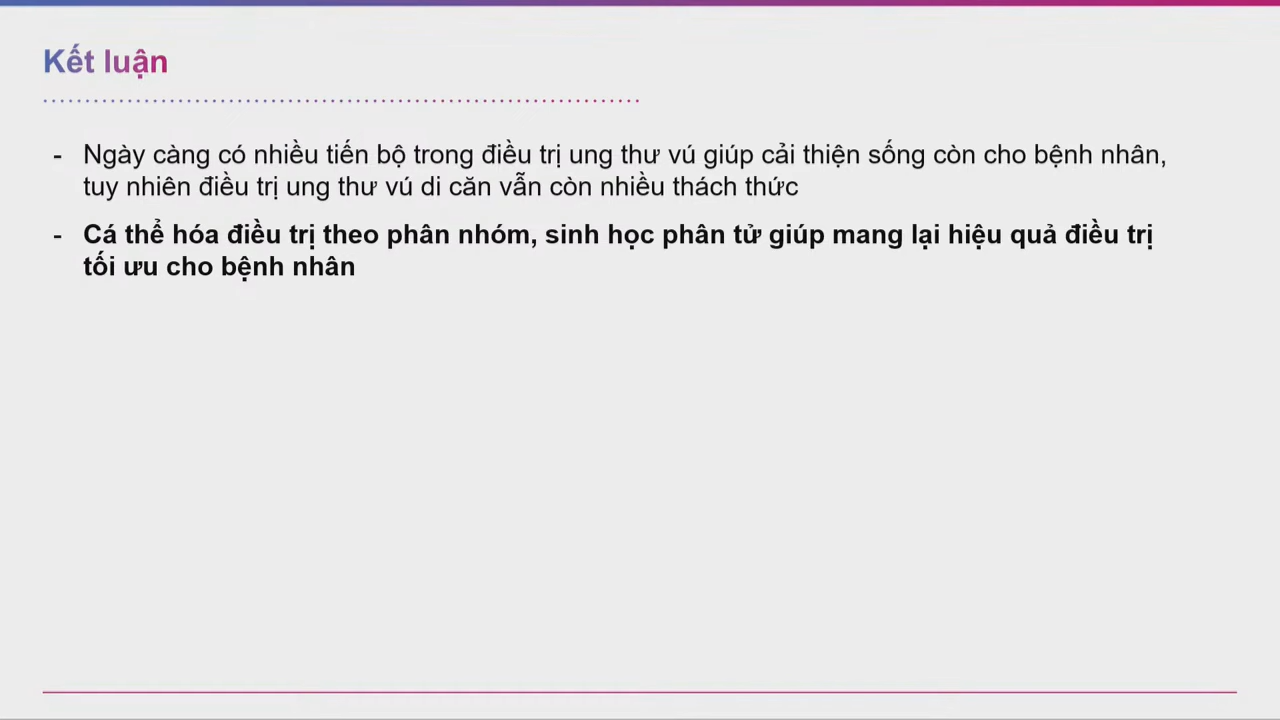 Kết luận
- Ngày càng có nhiều tiến bộ trong điều trị ung thư vú giúp cải thiện sống còn cho bệnh nhân,
tuy nhiên điều trị ung thư vú di căn vẫn còn nhiều thách thức
- Cá thể hóa điều trị theo phân nhóm, sinh học phân tử giúp mang lại hiệu quả điều trị
tối ưu cho bệnh nhân